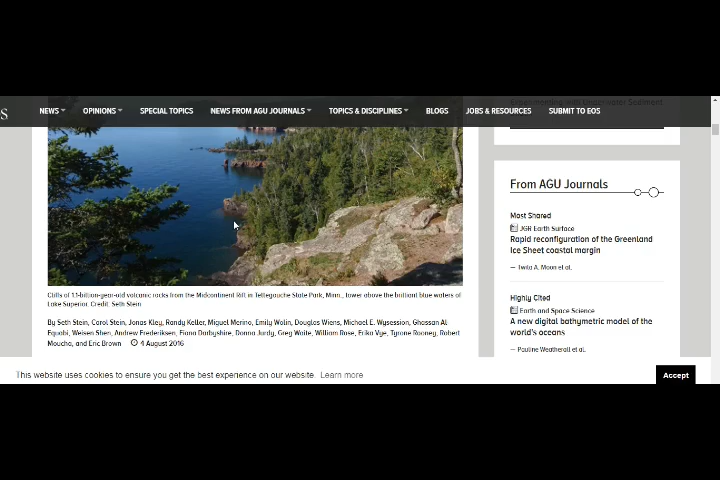 S NEWS OPINIONS SPECIAL TOPICS NEWS FROM AGU JOURNALS TOPICS & DISCIPLINES BLOGS JOBS & RESOURCES SUBMIT TO EOS
From AGU Journals
Most Shared
JGR Earth Surface
Rapid reconfiguration of the Greenland
Ice Sheet coastal margin
— Twila A. Moon et al.
Highly Cited
Earth and Space Science
A new digital bathymetric model of the
world's oceans
— Pauline Weatherall et al.
Cliffs of 1.1-billion-year-old volcanic rocks from the Midcontinent Rift in Tettegouche State Park, Minn., tower above the brilliant blue waters of
Lake Superior. Credit: Seth Stein
By Seth Stein, Carol Stein, Jonas Kley, Randy Keller, Miguel Merino, Emily Wolin, Douglas Wiens, Michael E. Wysession, Ghassan Al
Equabi, Weisen Shen, Andrew Frederiksen, Fiona Darbyshire, Donna Jurdy, Greg Waite, William Rose, Erika Vye, Tyrone Rooney, Robert
Moucha, and Eric Brown 4 August 2016
This website uses cookies to ensure you get the best experience on our website. Learn more
Accept